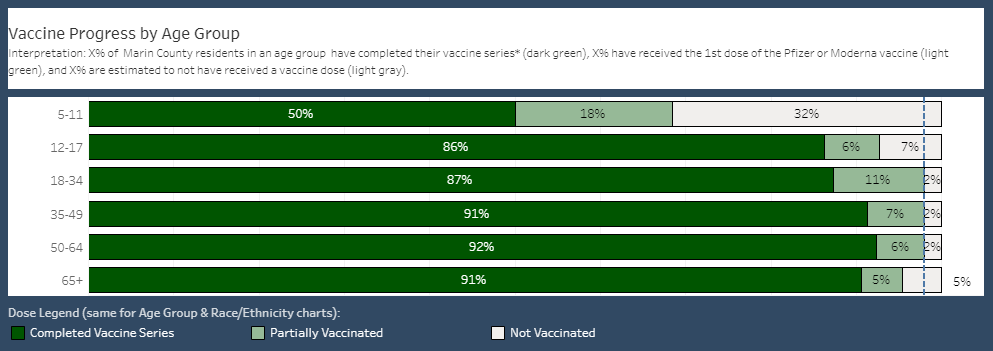 Vaccine Progress by Age Group
Interpretation: X% of  Marin County residents in an age group  have completed their vaccine series* (dark green), X% have received the 1st dose of the Pfizer or Moderna vaccine (light
green), and X% are estimated to not have received a vaccine dose (light gray).
5-11 50% 18% 32%
12-17 86% 6% 7%
18-34 87% 11% 2%
35-49 91% 7% 2%
50-64 92% 6% 2%
65+ 91% 5% 5%
Dose Legend (same for Age Group & Race/Ethnicity charts):
Completed Vaccine Series Partially Vaccinated Not Vaccinated